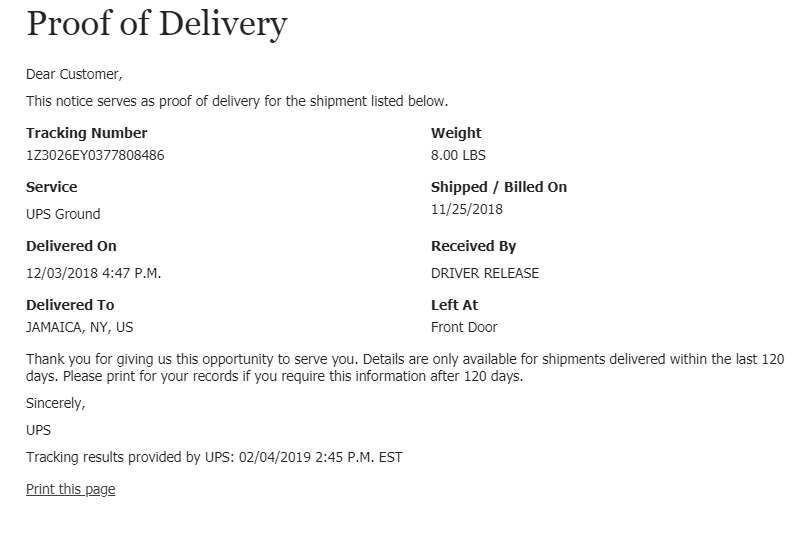 Proof of Delivery
Dear Customer,
This notice serves as proof of delivery for the shipment listed below.
Tracking Number
1Z3026EY0377808486
Weight
8.00 LBS
Service
UPS Ground
Shipped / Billed On
11/25/2018
Delivered On
12/03/2018 4:47 P.M.
Received By
DRIVER RELEASE
Delivered To
JAMAICA, NY, US
Left At
Front Door
Thank you for giving us this opportunity to serve you. Details are only available for shipments delivered within the last 120
days. Please print for your records if you require this information after 120 days.
Sincerely,
UPS
Tracking results provided by UPS: 02/04/2019 2:45 P.M. EST
Print this page